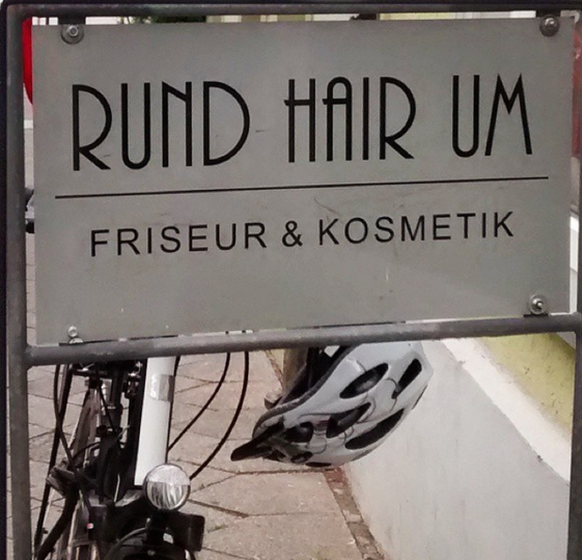 RUND HAIR UM
FRISEUR & KOSMETIK